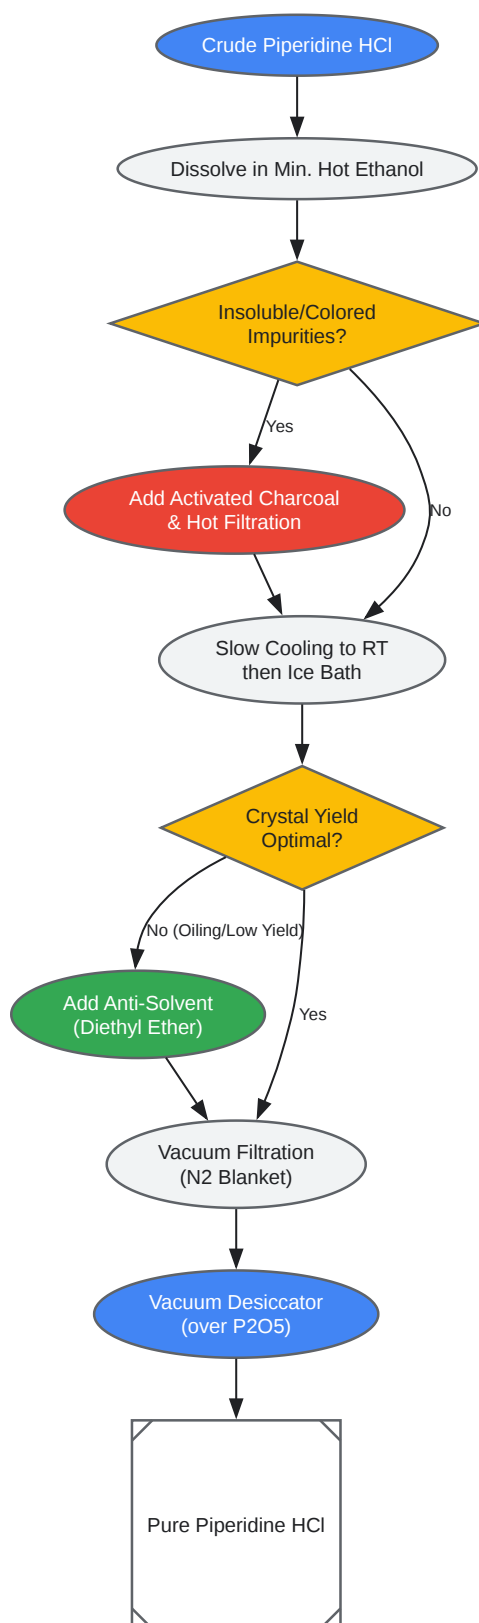 Crude Piperidine HCl
Dissolve in Min. Hot Ethanol
Insoluble/Colored
Impurities?
Yes
No
Add Activated Charcoal
& Hot Filtration
Slow Cooling to RT
then Ice Bath
Crystal Yield
Optimal?
No (Oiling/Low Yield)
Yes
Add Anti-Solvent
(Diethyl Ether)
Vacuum Filtration
(N2 Blanket)
Vacuum Desiccator
(over P2O5)
Pure Piperidine HCl